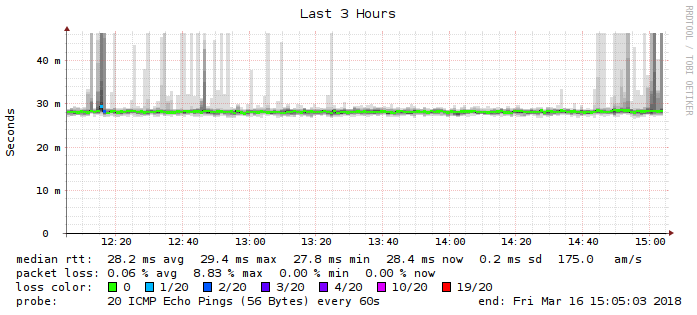 Last 3 Hours
RRDTOOL / TOBI OETIKER
Seconds
40 m
30 m
20 m
10 m
0
12:20 12:40 13:00 13:20 13:40 14:00 14:20 14:40 15:00
median rtt: 28.2 ms avg 29.4 ms max 27.8 ms min 28.4 ms now 0.2 ms sd 175.0 am/s
packet loss: 0.06 % avg 8.83 % max 0.00 % min 0.00 % now
loss color: 0 1/20 2/20 3/20 4/20 10/20 19/20
probe: 20 ICMP Echo Pings (56 Bytes) every 60s end: Fri Mar 16 15:05:03 2018